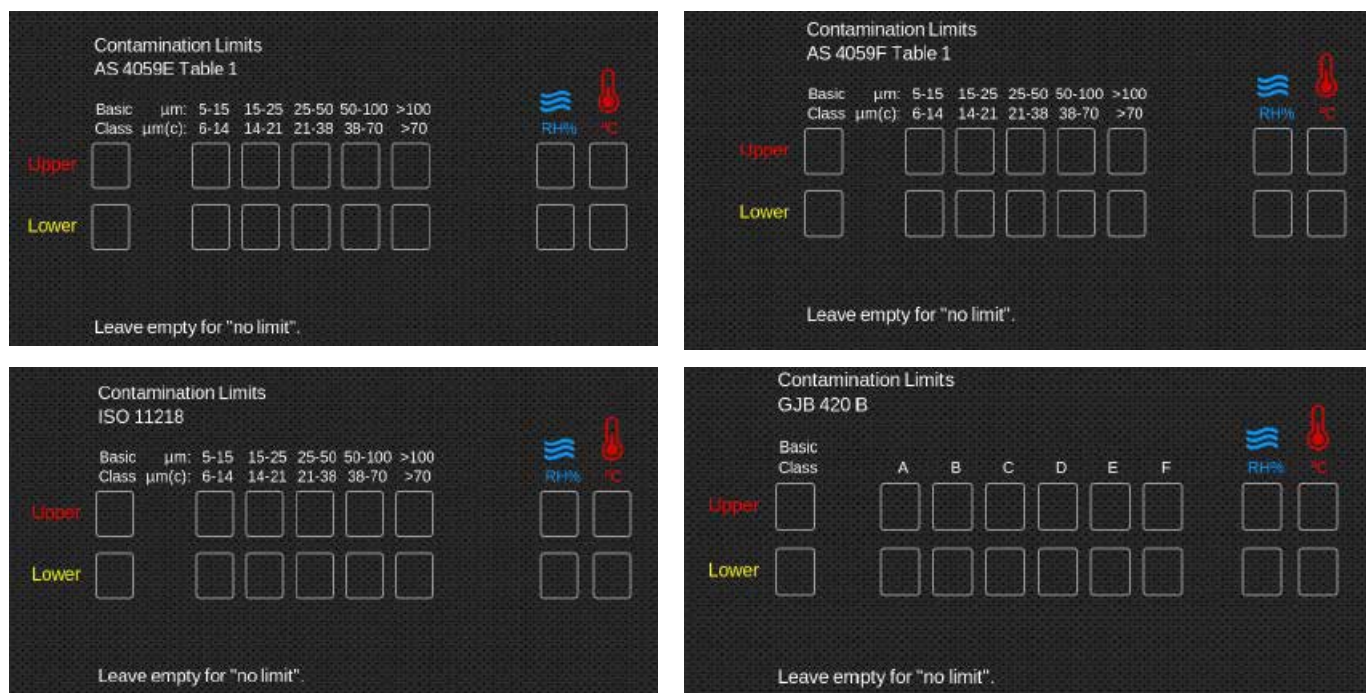 Contamination Limits
AS 4059E Table 1
Basic µm: 5-15 15-25 25-50 50-100 >100
Class µm(c): 6-14 14-21 21-38 38-70 >70
RH% °C
Upper
Lower
Leave empty for "no limit".
Contamination Limits
AS 4059F Table 1
Basic µm: 5-15 15-25 25-50 50-100 >100
Class µm(c): 6-14 14-21 21-38 38-70 >70
RH% °C
Upper
Lower
Leave empty for "no limit".
Contamination Limits
ISO 11218
Basic µm: 5-15 15-25 25-50 50-100 >100
Class µm(c): 6-14 14-21 21-38 38-70 >70
RH% °C
Upper
Lower
Leave empty for "no limit".
Contamination Limits
GJB 420 B
Basic
Class A B C D E F
RH% °C
Upper
Lower
Leave empty for "no limit".